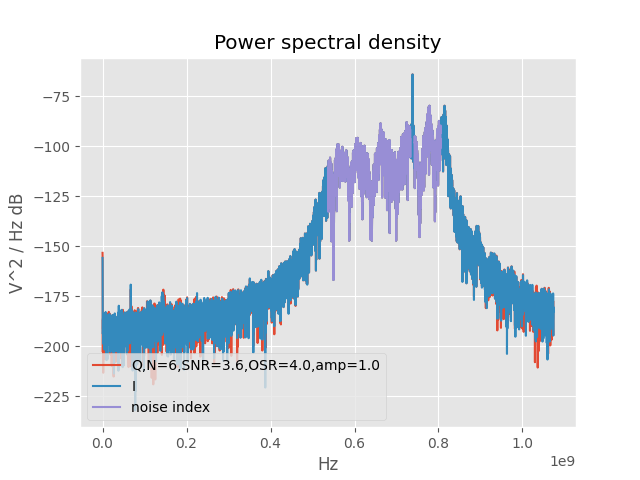 Power spectral density
V^2 / Hz dB
−75
−100
−125
−150
−175
−200
−225
Q,N=6,SNR=3.6,OSR=4.0,amp=1.0
I
noise index
0.0 0.2 0.4 0.6 0.8 1.0
1e9
Hz